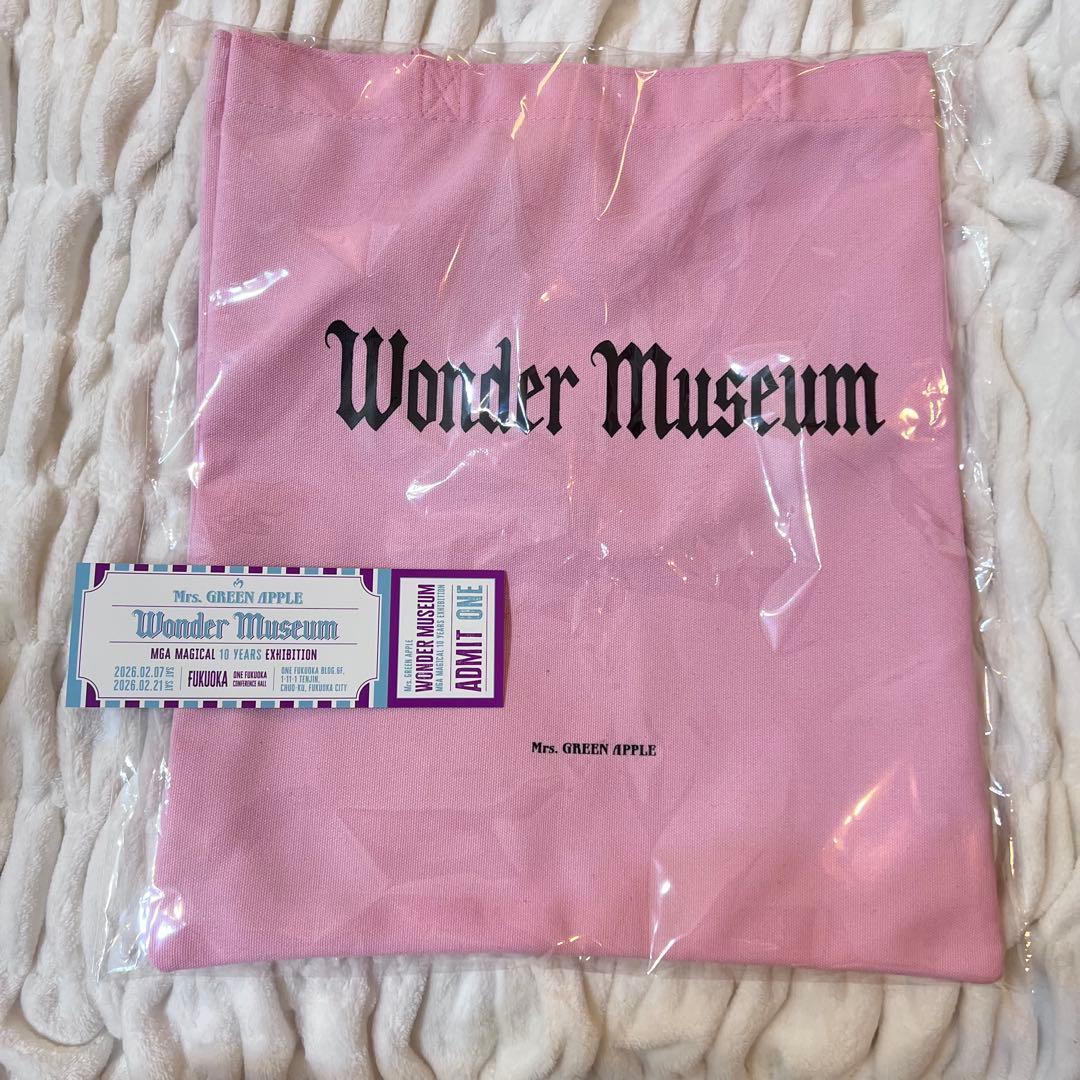 Wonder Museum
Mrs. GREEN APPLE
Mrs. GREEN APPLE
Wonder Museum
MGA MAGICAL 10 YEARS EXHIBITION
2026.02.07 SAT
2026.02.21 SAT
FUKUOKA
ONE FUKUOKA
CONFERENCE HALL
ONE FUKUOKA BLDG.6F,
1-11-1 TENJIN,
CHUO-KU, FUKUOKA CITY
Mrs. GREEN APPLE
WONDER MUSEUM
MGA MAGICAL 10 YEARS EXHIBITION
ADMIT ONE